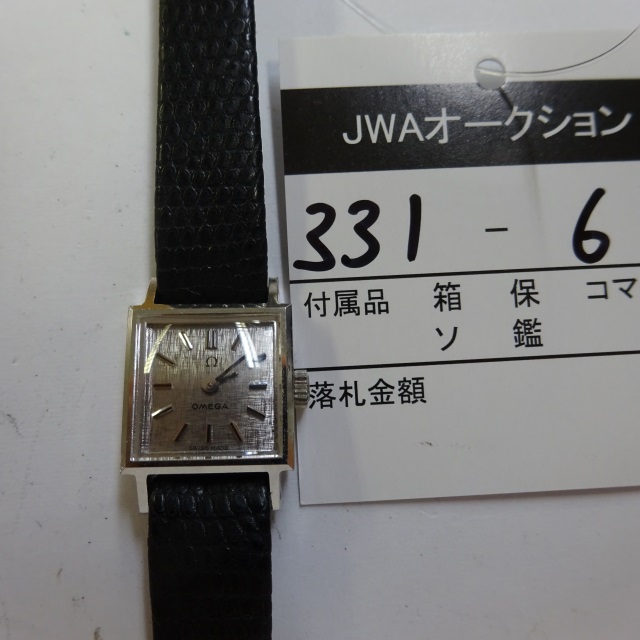 JWAオークション
331 - 6
付属品 箱 保 コマ
ソ 鑑
落札金額
Ω
OMEGA